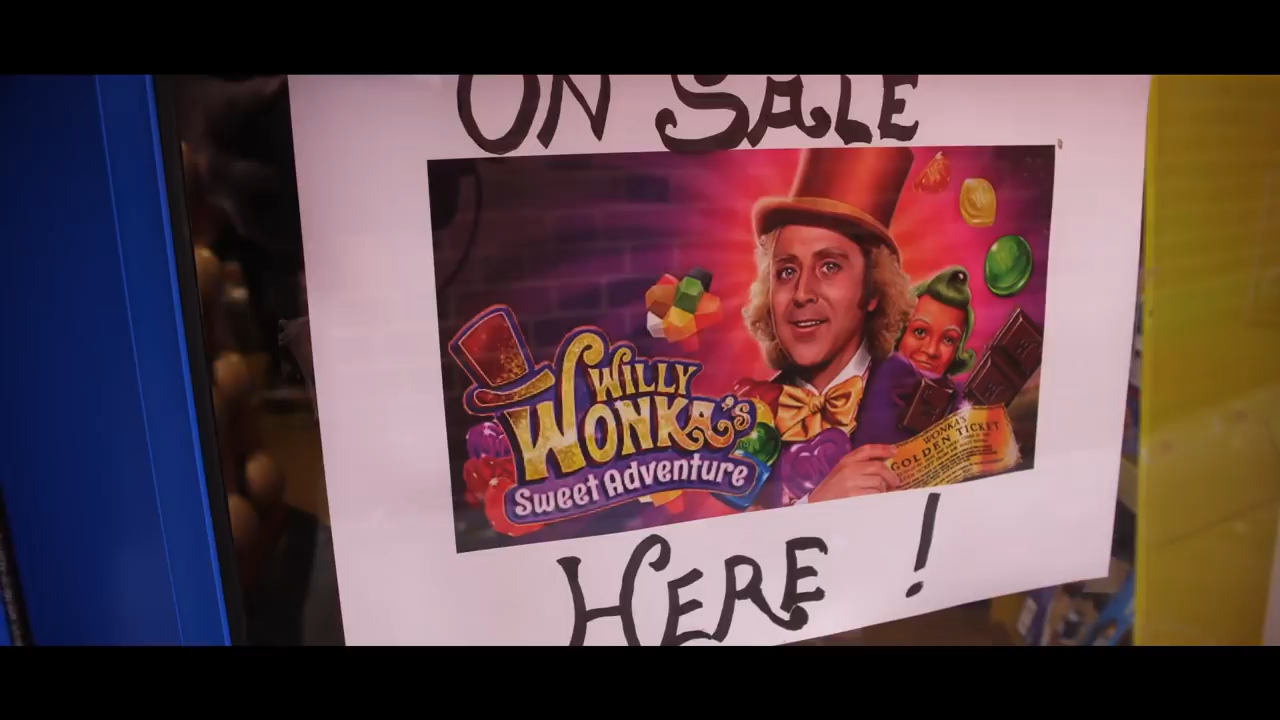 ON SALE
WILLY
WONKA'S
Sweet Adventure
WONKA'S
GOLDEN TICKET
HERE !